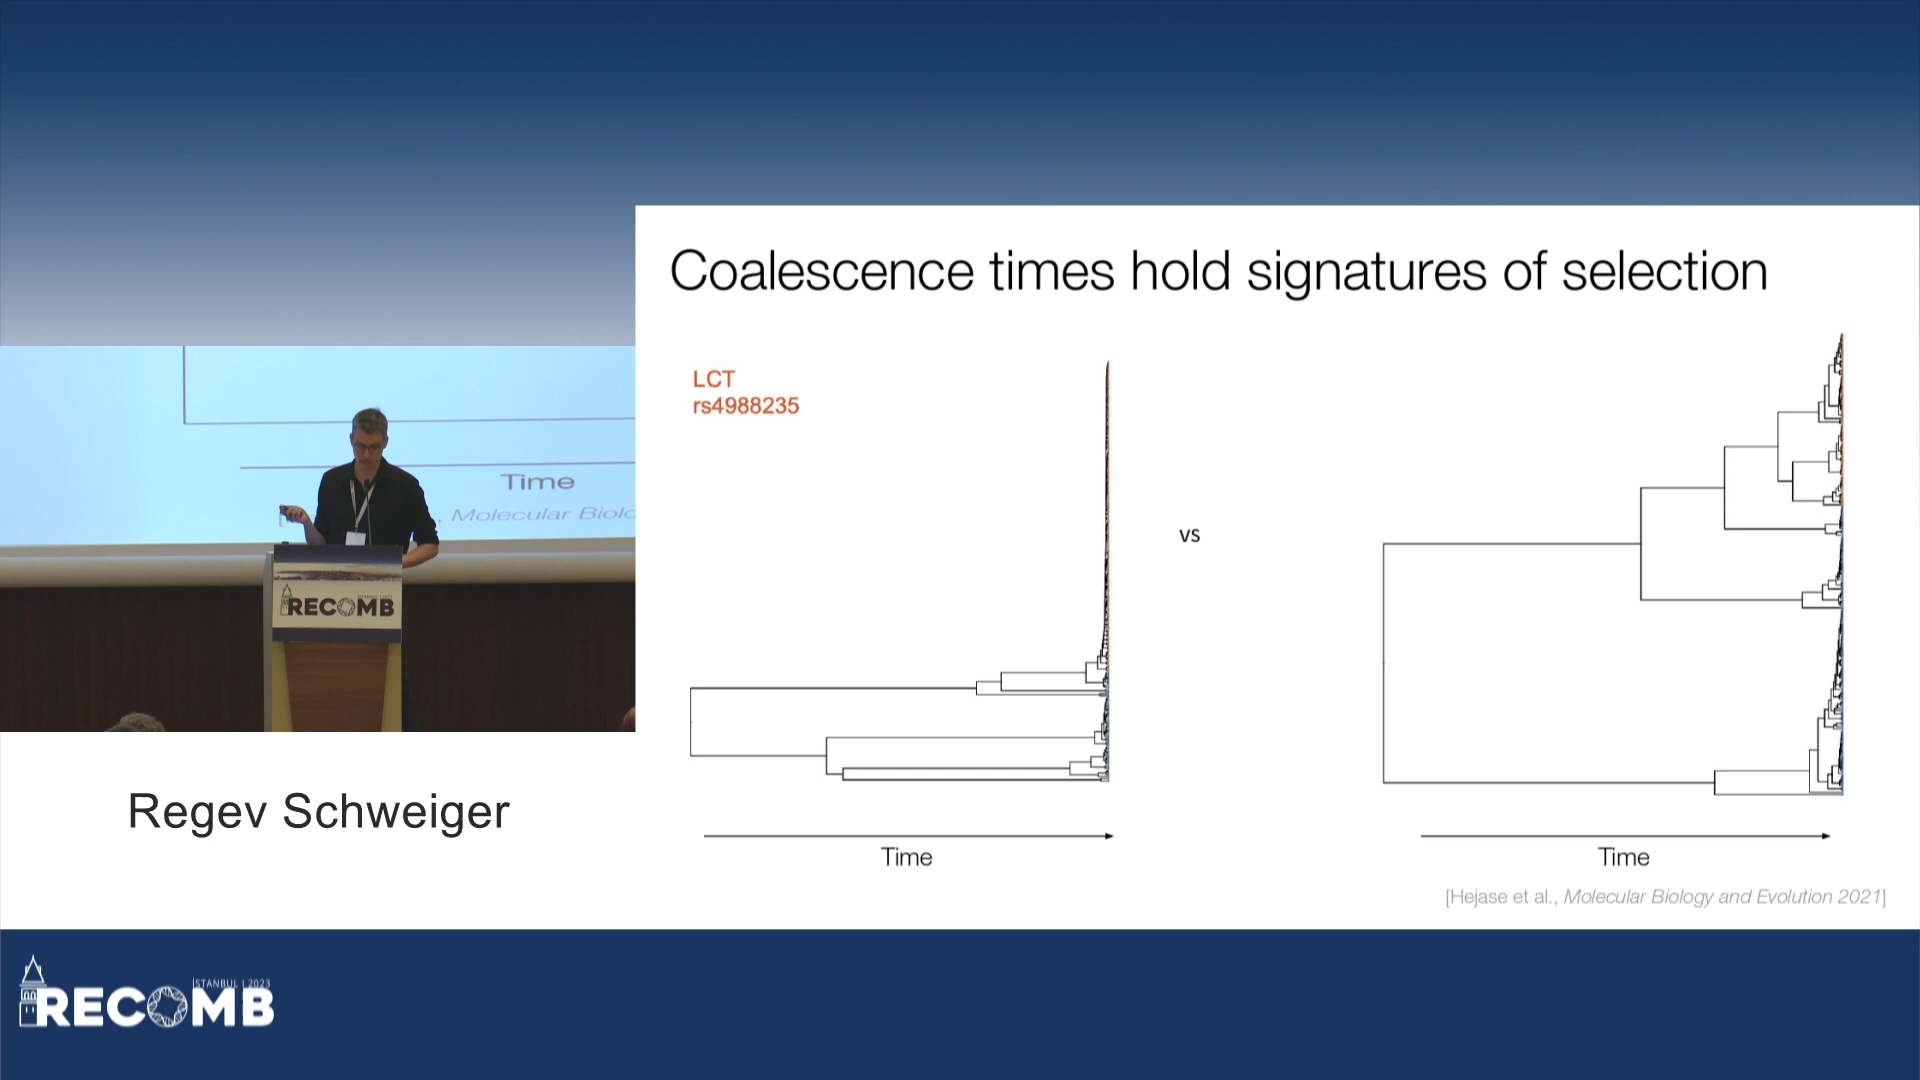 Coalescence times hold signatures of selection
LCT
rs4988235
vs
Time
Time
[Hejase et al., Molecular Biology and Evolution 2021]
Time
, Molecular Biolo
RECOMB
Regev Schweiger
İSTANBUL | 2023
RECOMB